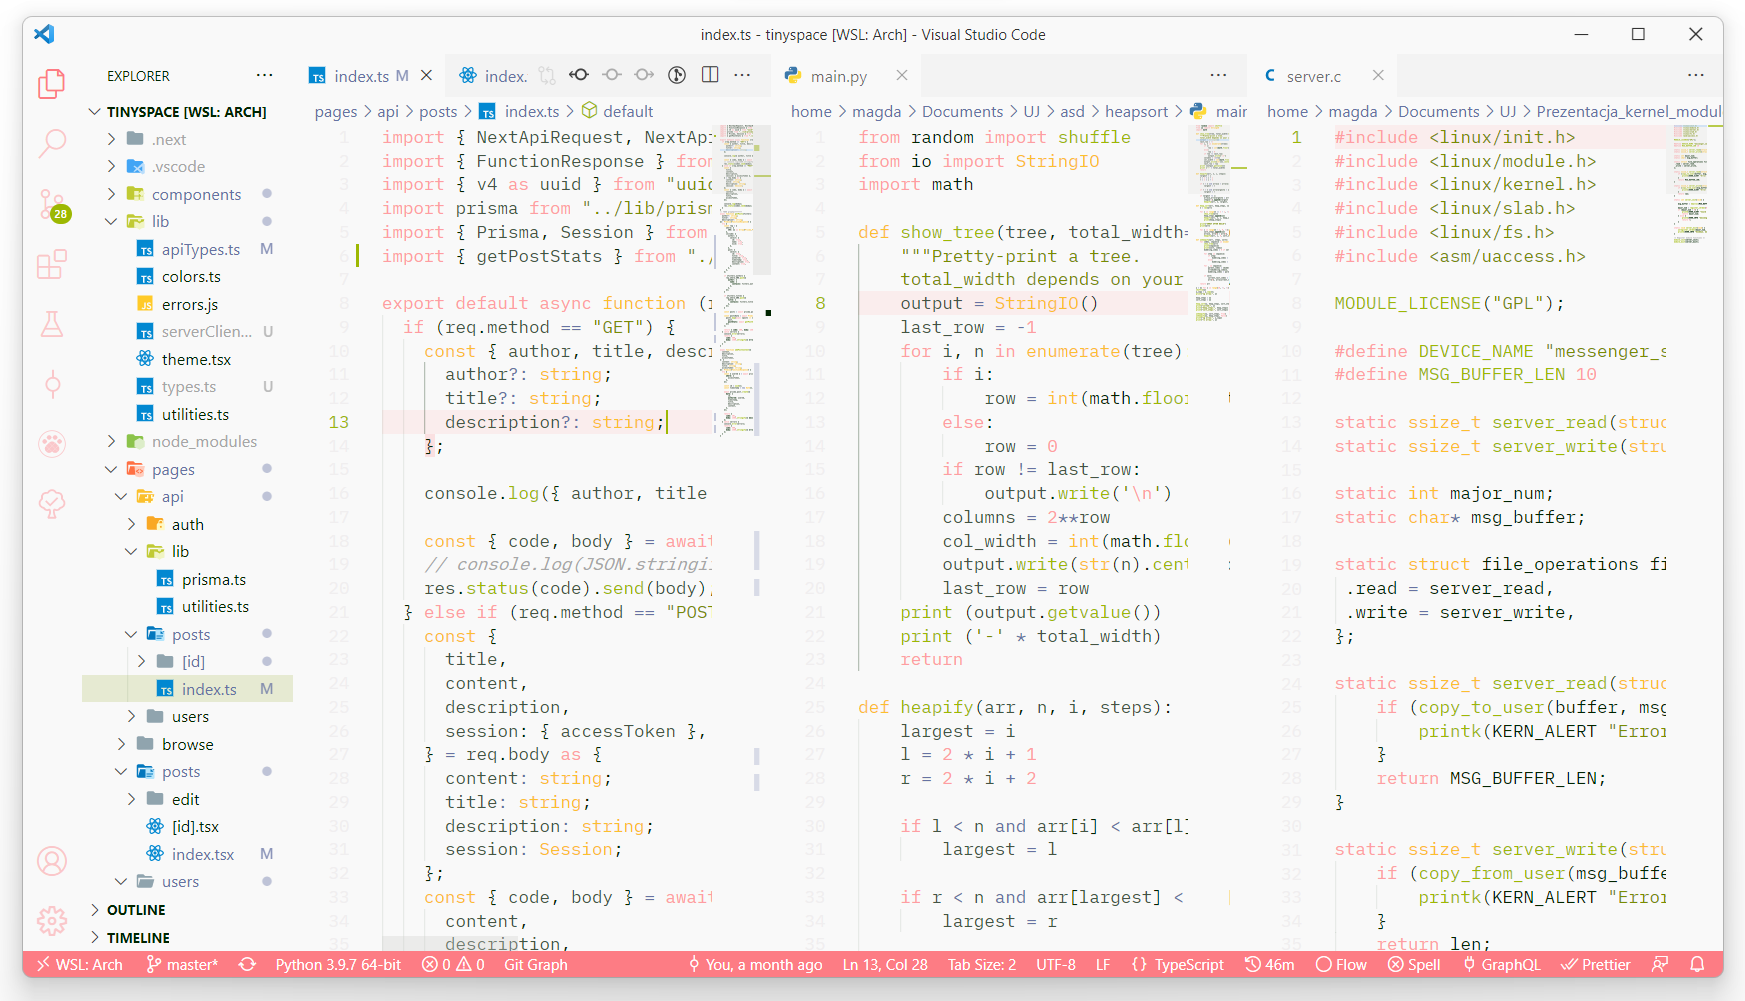 index.ts - tinyspace [WSL: Arch] - Visual Studio Code
EXPLORER
TINYSPACE [WSL: ARCH]
.next
.vscode
components
lib
apiTypes.ts M
colors.ts
errors.js
serverClien... U
theme.tsx
types.ts U
utilities.ts
node_modules
pages
api
auth
lib
prisma.ts
utilities.ts
posts
[id]
index.ts M
users
browse
posts
edit
[id].tsx
index.tsx M
users
OUTLINE
TIMELINE
28
index.ts M
index.
pages > api > posts > index.ts > default
1 import { NextApiRequest, NextApi
2 import { FunctionResponse } from
3 import { v4 as uuid } from "uuid
4 import prisma from "../lib/prism
5 import { Prisma, Session } from
6 import { getPostStats } from "./
7
8 export default async function (r
9 if (req.method == "GET") {
10 const { author, title, descr
11 author?: string;
12 title?: string;
13 description?: string;
14 };
15
16 console.log({ author, title
17
18 const { code, body } = await
19 // console.log(JSON.stringi
20 res.status(code).send(body);
21 } else if (req.method == "POST
22 const {
23 title,
24 content,
25 description,
26 session: { accessToken },
27 } = req.body as {
28 content: string;
29 title: string;
30 description: string;
31 session: Session;
32 };
33 const { code, body } = await
34 content,
35 description,
main.py
home > magda > Documents > UJ > asd > heapsort > mair
1 from random import shuffle
2 from io import StringIO
3 import math
4
5 def show_tree(tree, total_width=
6 """Pretty-print a tree.
7 total_width depends on your
8 output = StringIO()
9 last_row = -1
10 for i, n in enumerate(tree)
11 if i:
12 row = int(math.floor
13 else:
14 row = 0
15 if row != last_row:
16 output.write('\n')
17 columns = 2**row
18 col_width = int(math.flo
19 output.write(str(n).cent
20 last_row = row
21 print (output.getvalue())
22 print ('-' * total_width)
23 return
24
25 def heapify(arr, n, i, steps):
26 largest = i
27 l = 2 * i + 1
28 r = 2 * i + 2
29
30 if l < n and arr[i] < arr[l]
31 largest = l
32
33 if r < n and arr[largest] <
34 largest = r
35
server.c
home > magda > Documents > UJ > Prezentacja_kernel_modul
1 #include <linux/init.h>
2 #include <linux/module.h>
3 #include <linux/kernel.h>
4 #include <linux/slab.h>
5 #include <linux/fs.h>
6 #include <asm/uaccess.h>
7
8 MODULE_LICENSE("GPL");
9
10 #define DEVICE_NAME "messenger_s
11 #define MSG_BUFFER_LEN 10
12
13 static ssize_t server_read(struc
14 static ssize_t server_write(stru
15
16 static int major_num;
17 static char* msg_buffer;
18
19 static struct file_operations fi
20 .read = server_read,
21 .write = server_write,
22 };
23
24 static ssize_t server_read(struc
25 if (copy_to_user(buffer, msg
26 printk(KERN_ALERT "Error
27 }
28 return MSG_BUFFER_LEN;
29 }
30
31 static ssize_t server_write(stru
32 if (copy_from_user(msg_buffe
33 printk(KERN_ALERT "Error
34 }
35 return len;
WSL: Arch master* Python 3.9.7 64-bit 0 0 Git Graph You, a month ago Ln 13, Col 28 Tab Size: 2 UTF-8 LF {} TypeScript 46m Flow Spell GraphQL Prettier